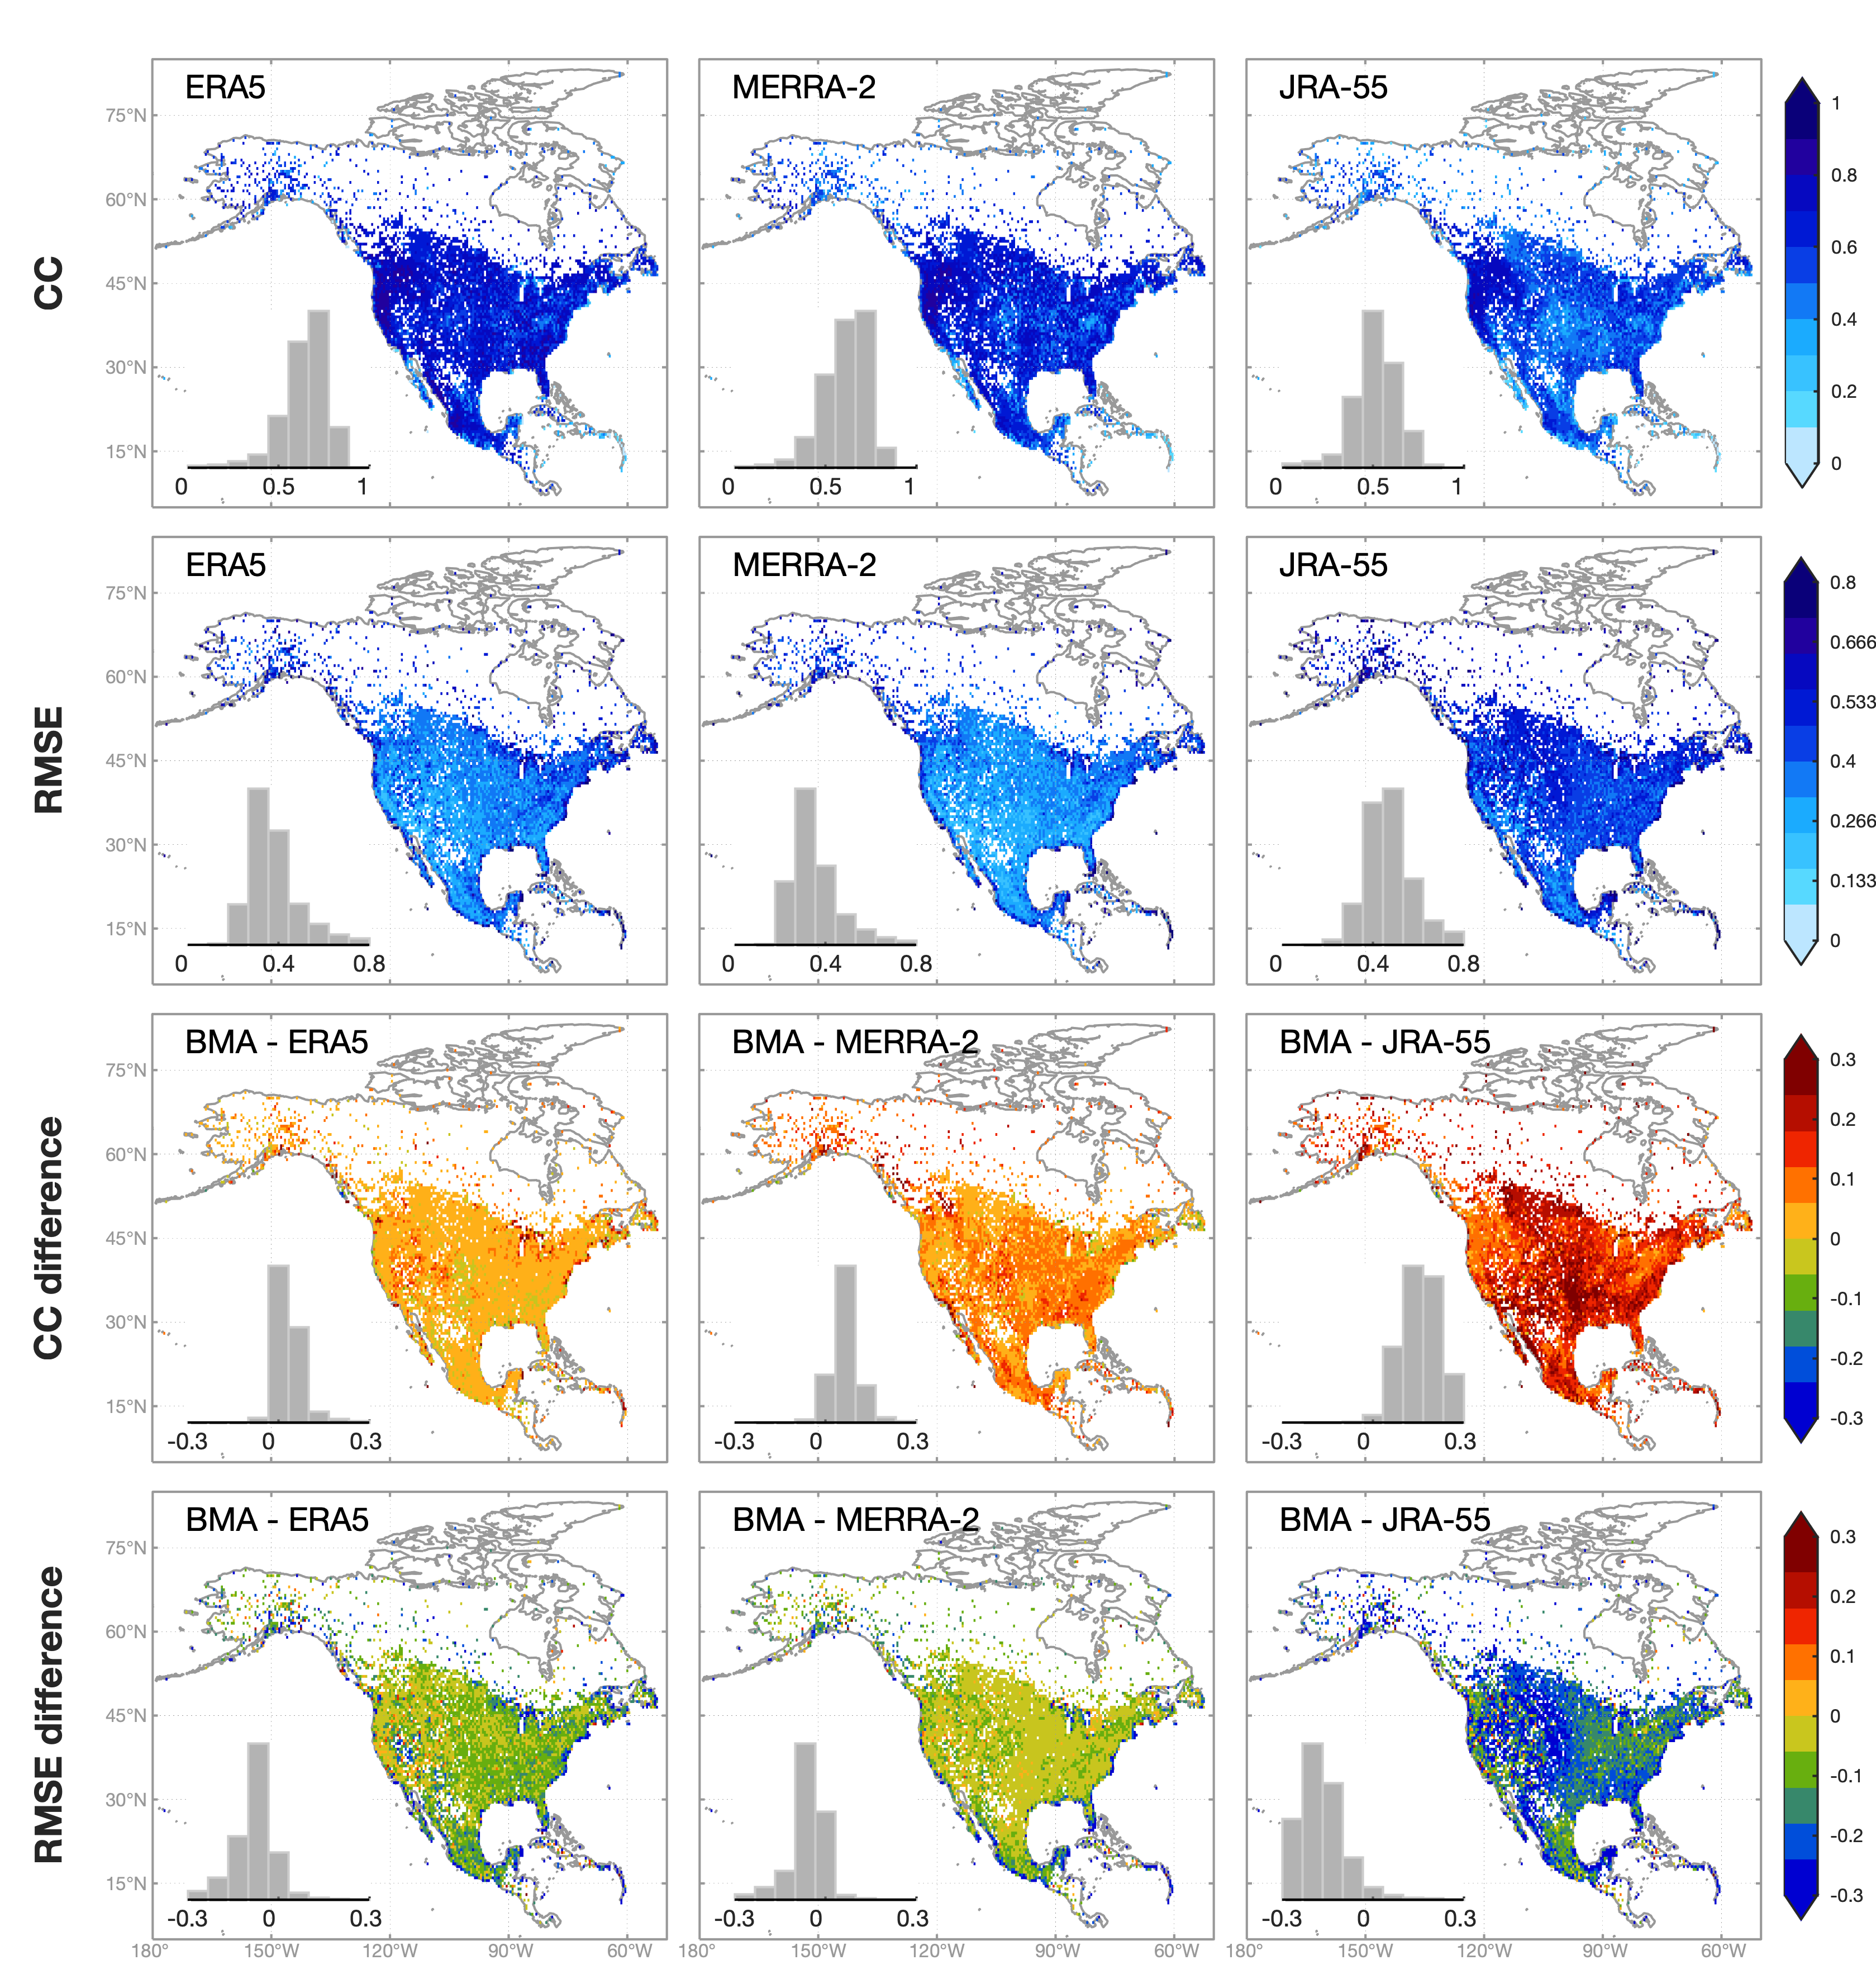 ERA5 MERRA-2 JRA-55
CC
75°N
60°N
45°N
30°N
15°N
0 0.5 1
0 0.5 1
0 0.5 1
1
0.8
0.6
0.4
0.2
0
ERA5 MERRA-2 JRA-55
RMSE
75°N
60°N
45°N
30°N
15°N
0 0.4 0.8
0 0.4 0.8
0 0.4 0.8
0.8
0.666
0.533
0.4
0.266
0.133
0
BMA - ERA5 BMA - MERRA-2 BMA - JRA-55
CC difference
75°N
60°N
45°N
30°N
15°N
-0.3 0 0.3
-0.3 0 0.3
-0.3 0 0.3
0.3
0.2
0.1
0
-0.1
-0.2
-0.3
BMA - ERA5 BMA - MERRA-2 BMA - JRA-55
RMSE difference
75°N
60°N
45°N
30°N
15°N
-0.3 0 0.3
-0.3 0 0.3
-0.3 0 0.3
0.3
0.2
0.1
0
-0.1
-0.2
-0.3
180° 150°W 120°W 90°W 60°W 180° 150°W 120°W 90°W 60°W 180° 150°W 120°W 90°W 60°W